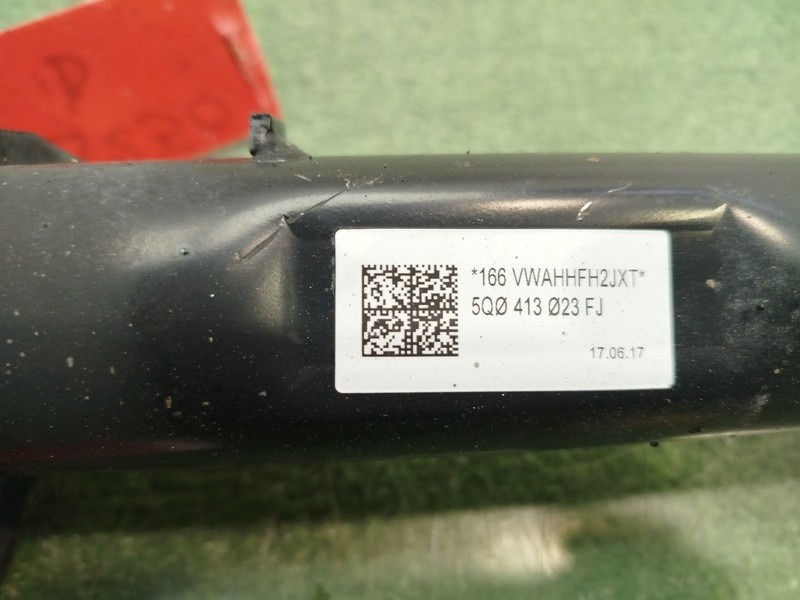 *166 VWAHHFH2JXT*
5QØ 413 Ø23 FJ
17.06.17